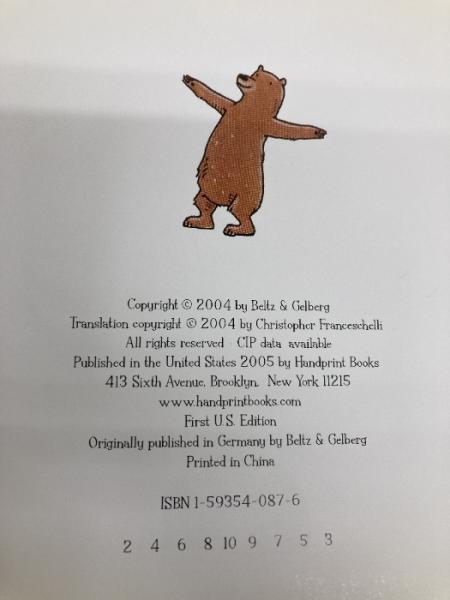 Copyright © 2004 by Beltz & Gelberg
Translation copyright © 2004 by Christopher Franceschelli
All rights reserved · CIP data available
Published in the United States 2005 by Handprint Books
413 Sixth Avenue, Brooklyn, New York 11215
www.handprintbooks.com
First U.S. Edition
Originally published in Germany by Beltz & Gelberg
Printed in China
ISBN 1-59354-087-6
2 4 6 8 10 9 7 5 3